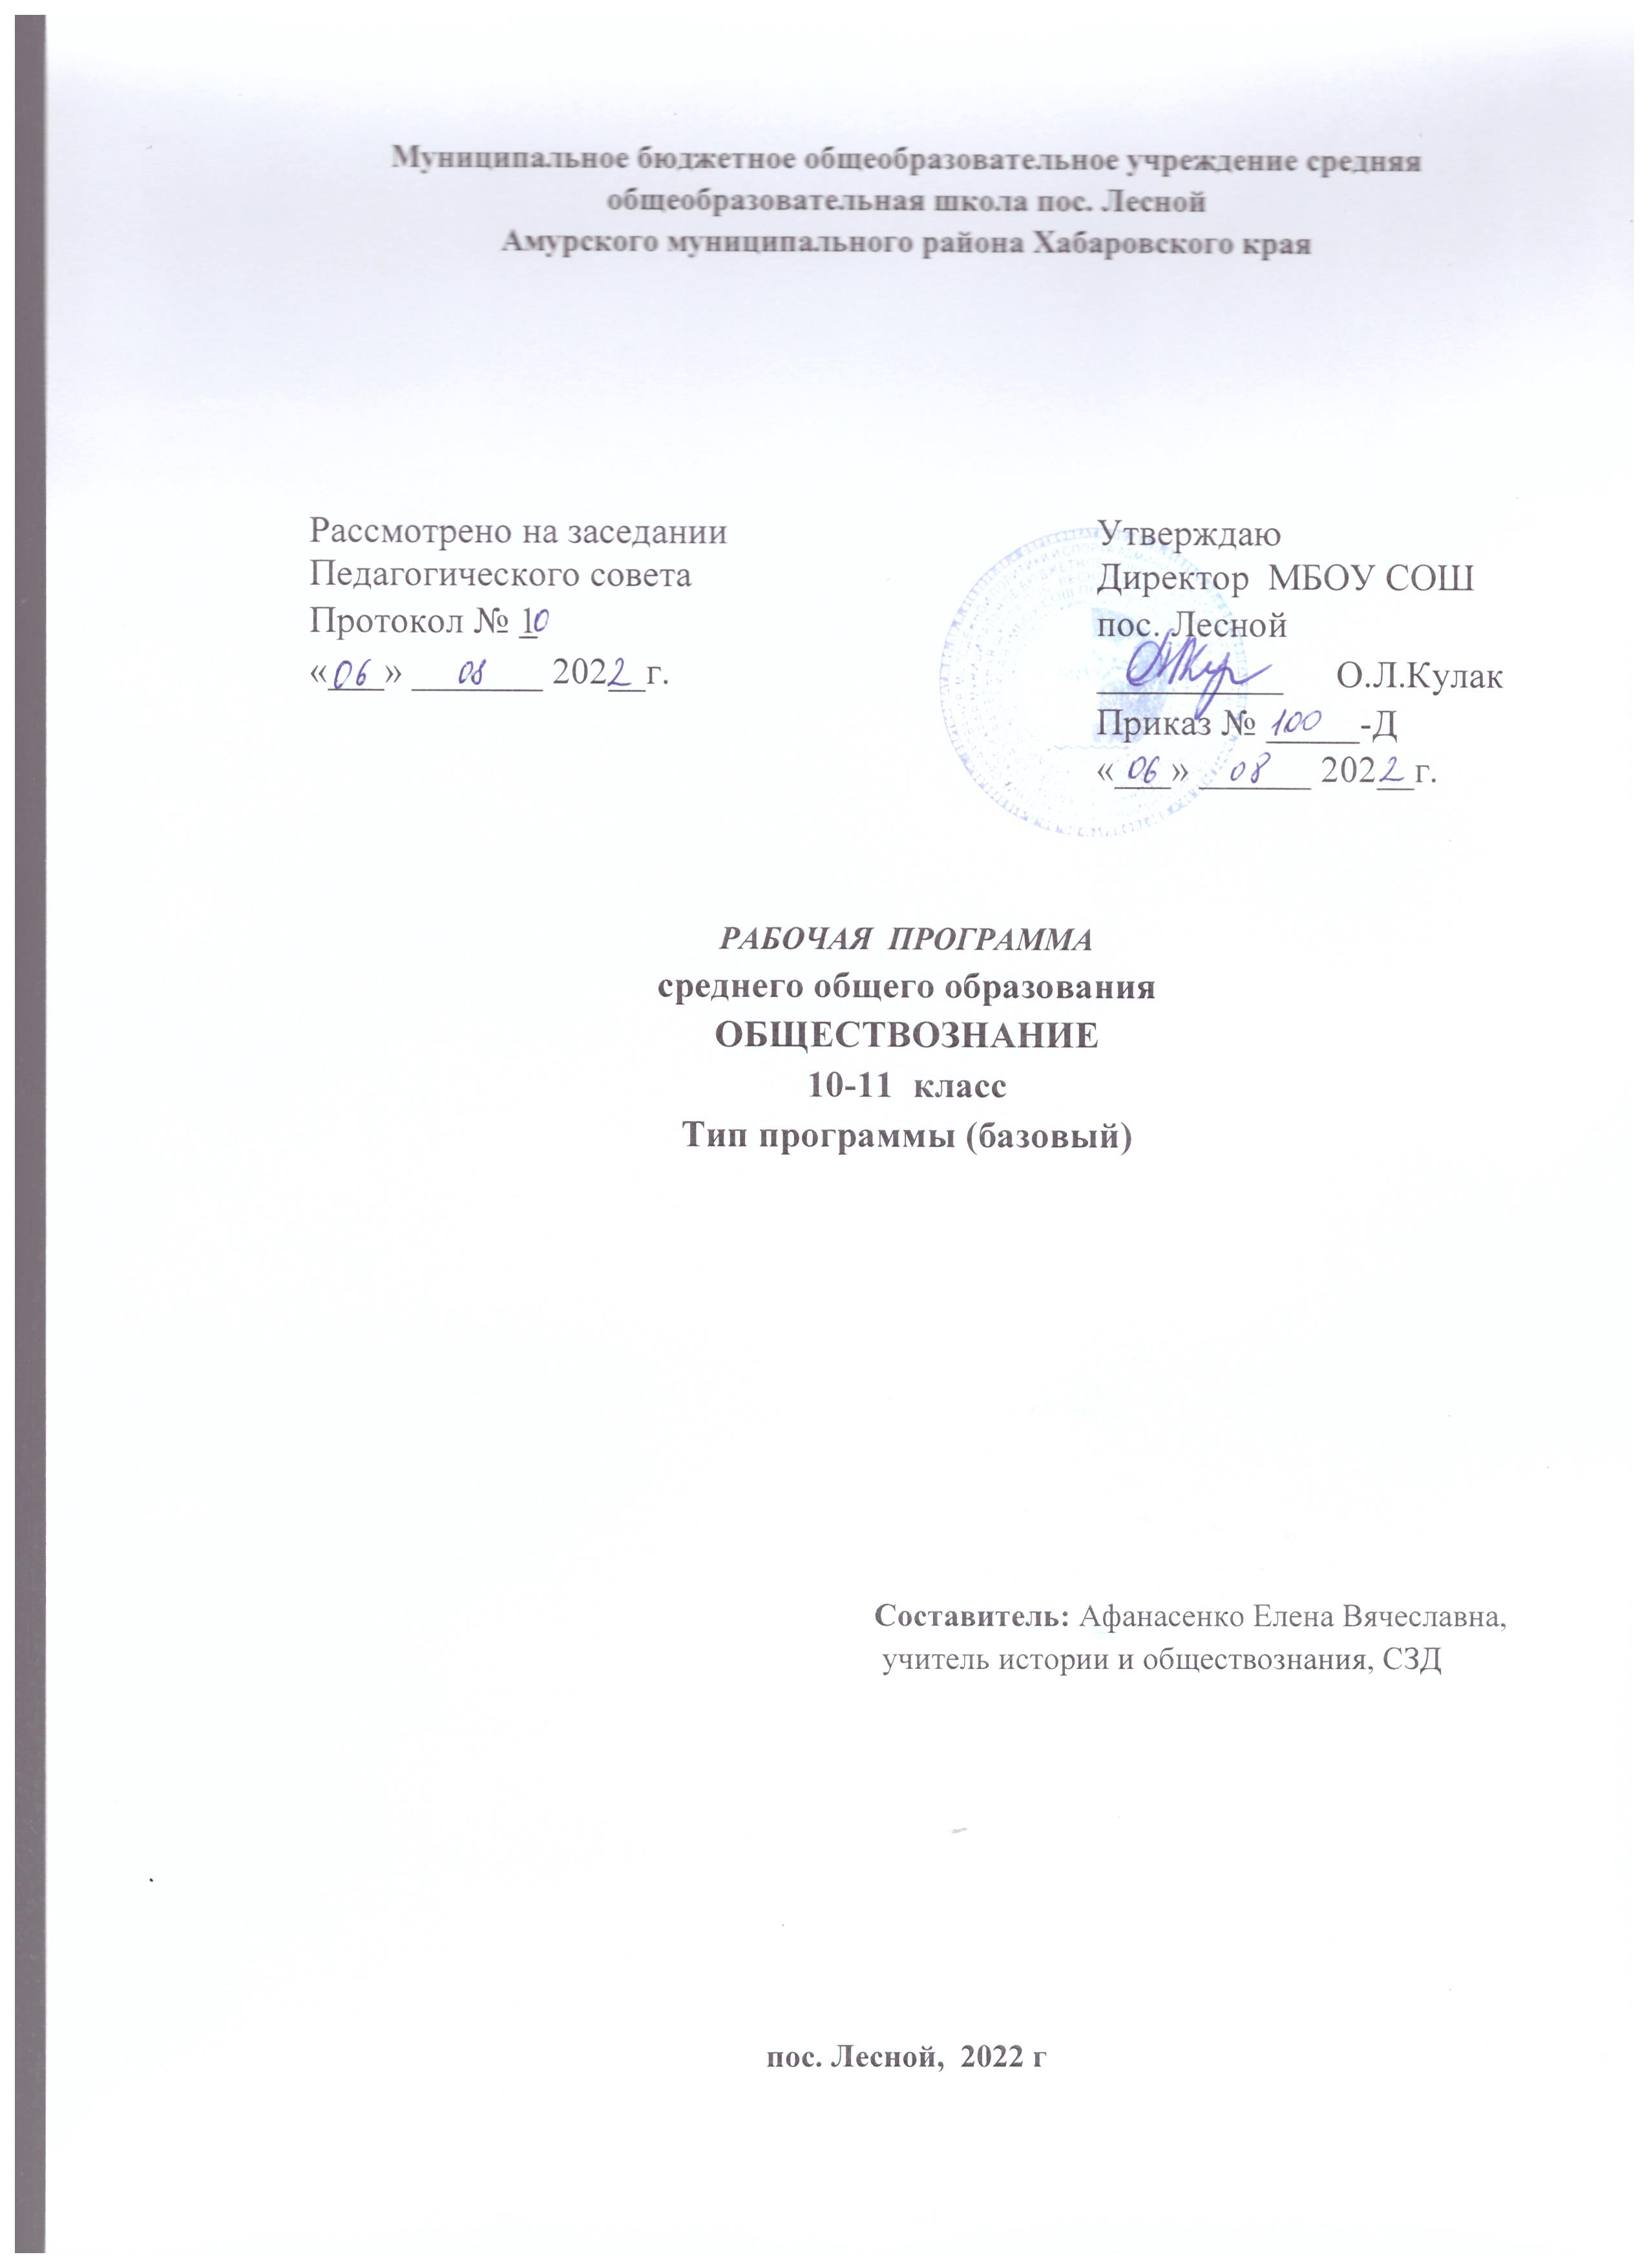 Муниципальное бюджетное общеобразовательное учреждение средняя
общеобразовательная школа пос. Лесной
Амурского муниципального района Хабаровского края
Рассмотрено на заседании
Педагогического совета
Протокол № 10
«06» 08 2022 г.
Утверждаю
Директор МБОУ СОШ
пос. Лесной
О.Л.Кулак
Приказ № 100 -Д
«06» 08 2022 г.
РАБОЧАЯ ПРОГРАММА
среднего общего образования
ОБЩЕСТВОЗНАНИЕ
10-11 класс
Тип программы (базовый)
Составитель: Афанасенко Елена Вячеславна,
учитель истории и обществознания, СЗД
пос. Лесной, 2022 г